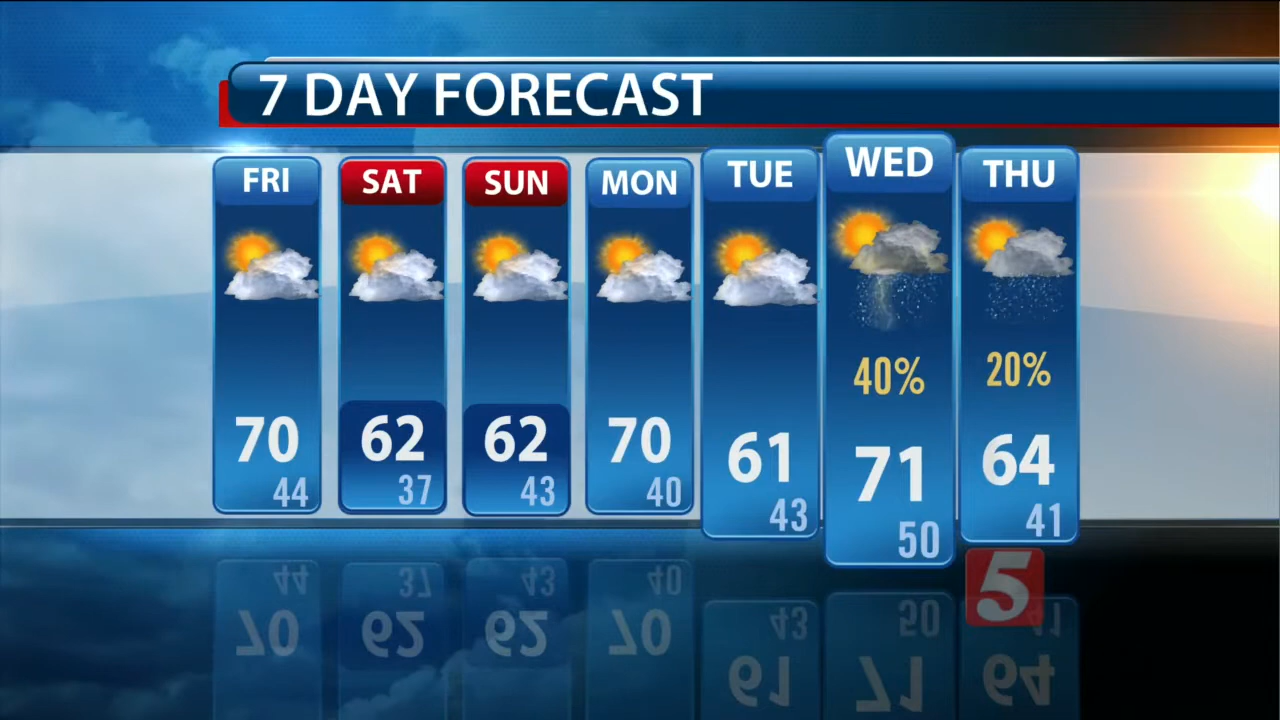 7 DAY FORECAST
FRI SAT SUN MON TUE WED THU
40% 20%
70 62 62 70 61 71 64
44 37 43 40 43 50 41
5